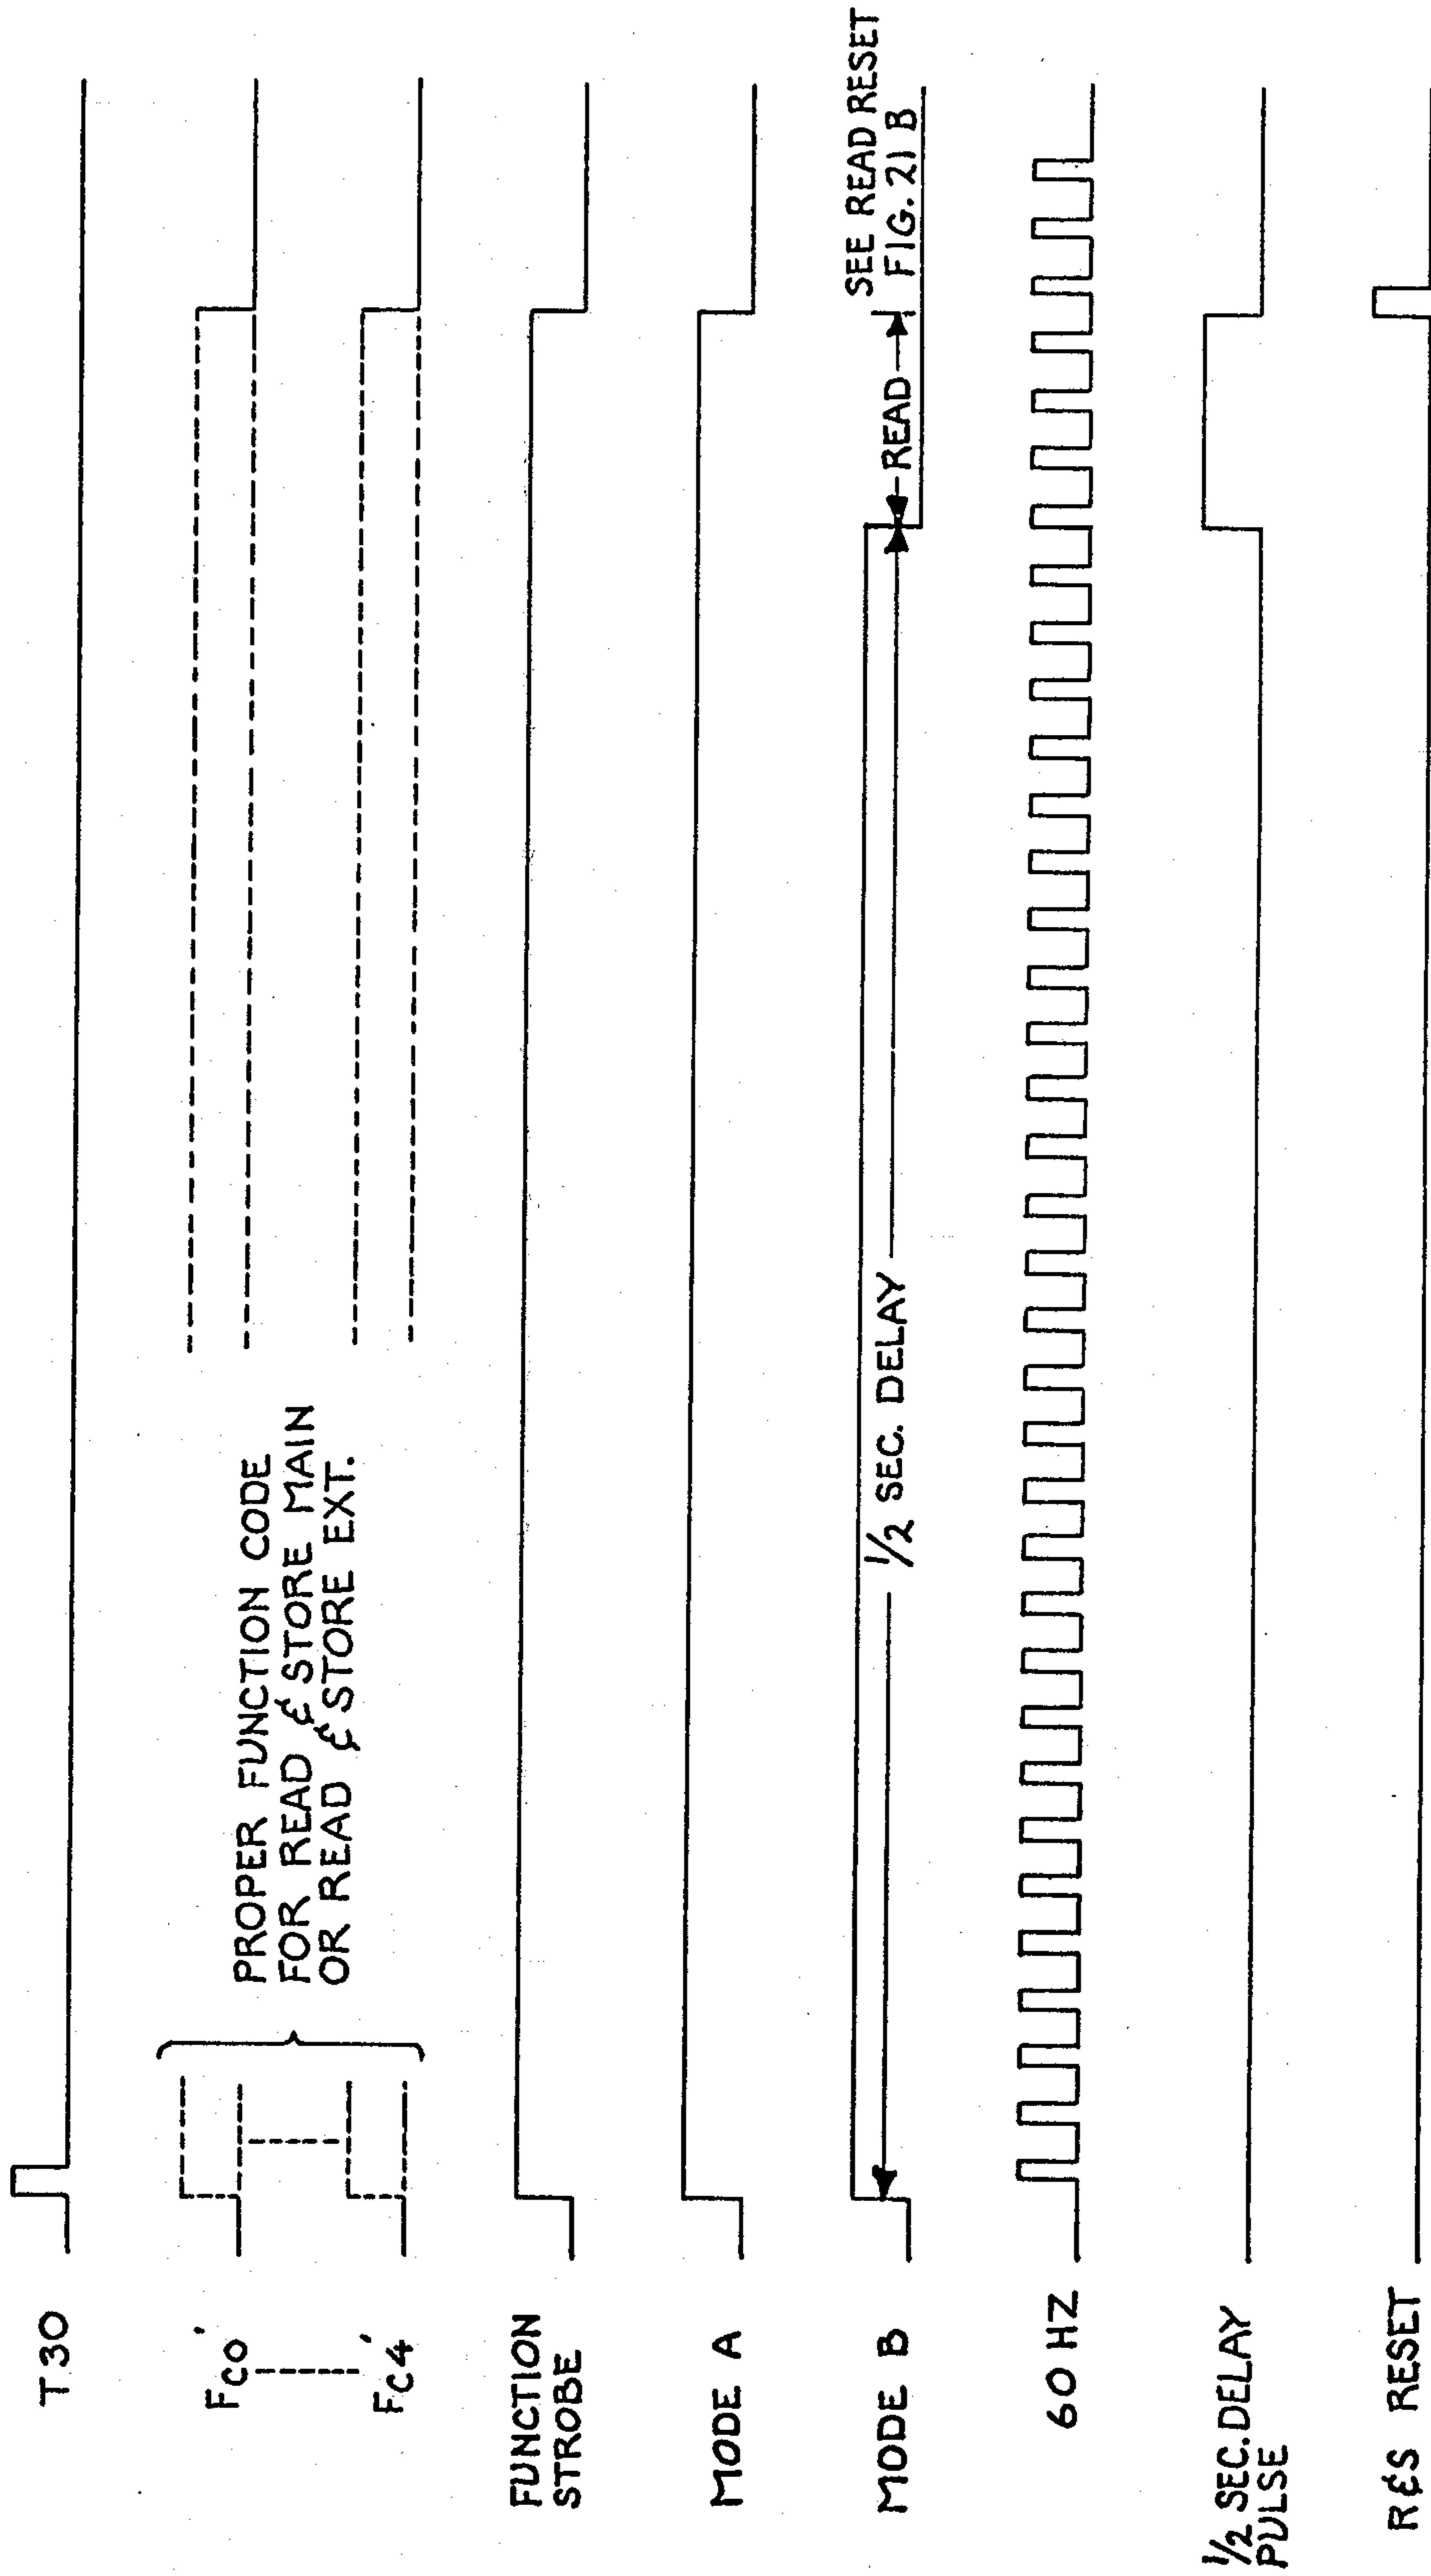 T30
FC0'
FC4'
PROPER FUNCTION CODE
FOR READ & STORE MAIN
OR READ & STORE EXT.
FUNCTION
STROBE
MODE A
MODE B
1/2 SEC. DELAY
READ
SEE READ RESET
FIG. 21 B
60 HZ
1/2 SEC. DELAY
PULSE
R&S RESET